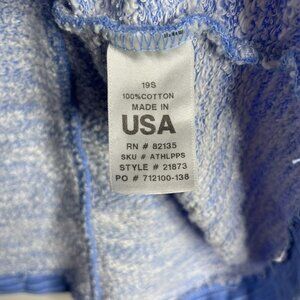 19S
100%COTTON
MADE IN
USA
RN # 82135
SKU # ATHLPPS
STYLE # 21873
PO # 712100-138